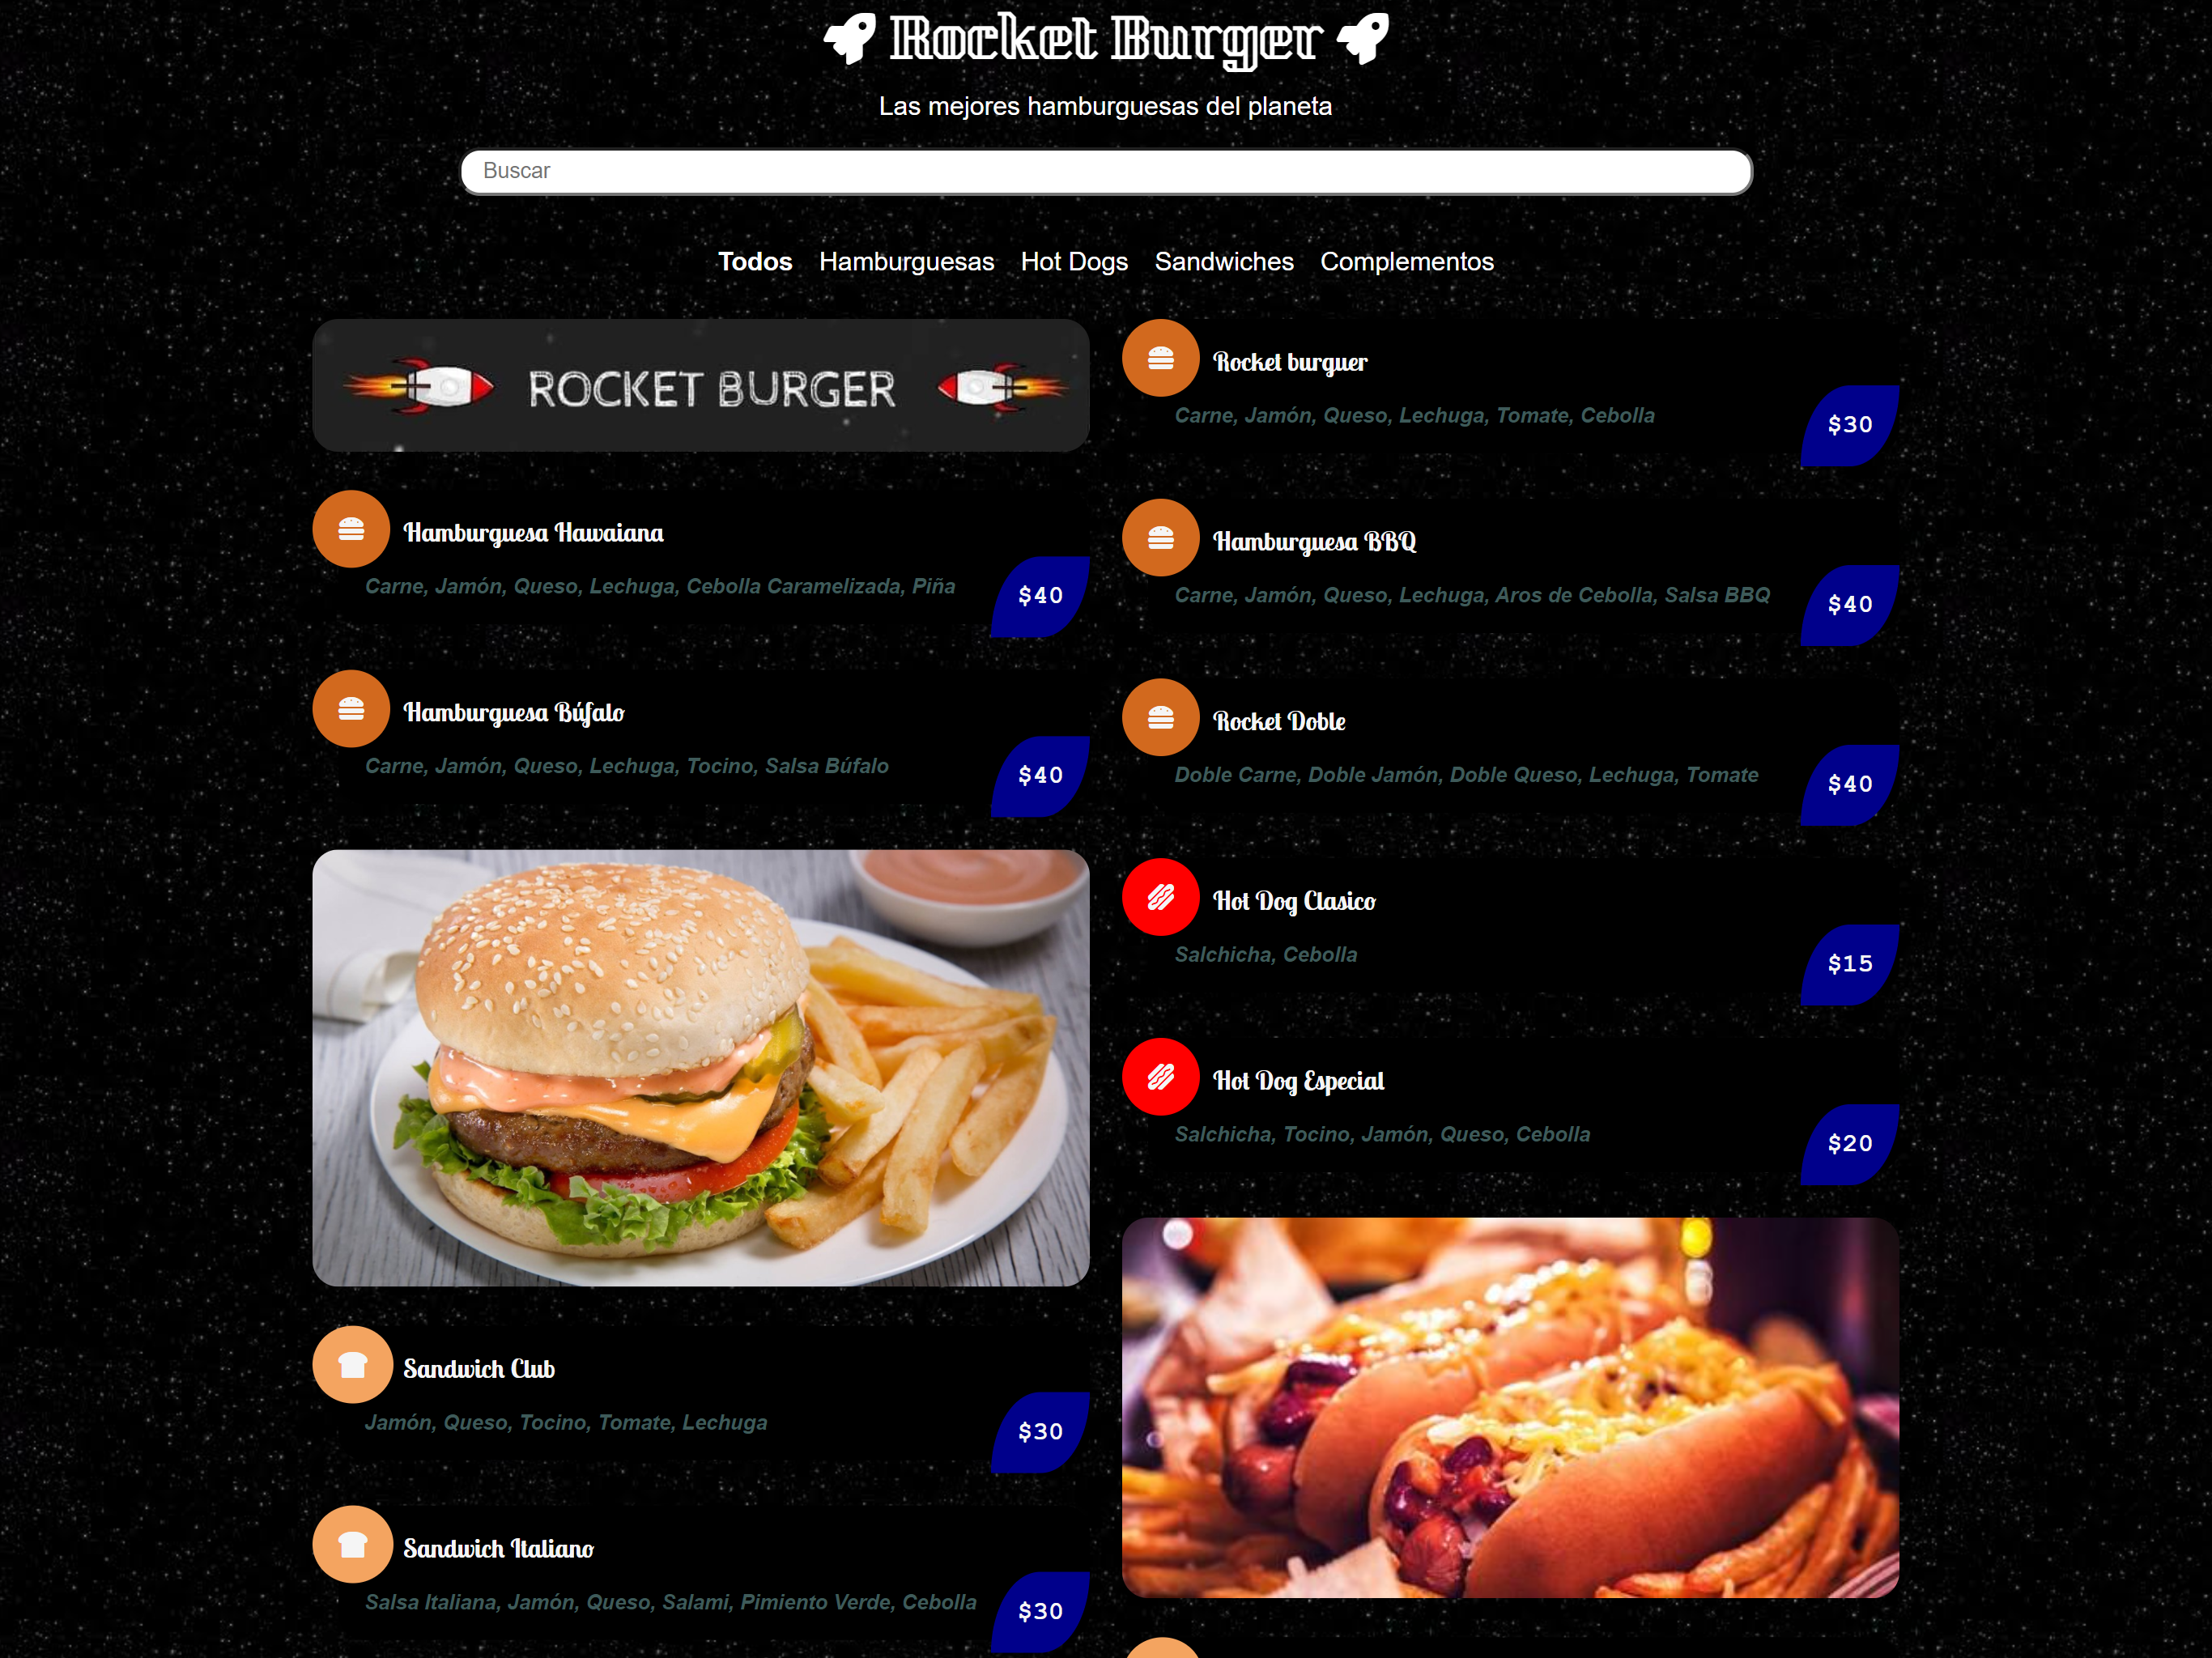 Rocket Burger
Las mejores hamburguesas del planeta
Buscar
Todos Hamburguesas Hot Dogs Sandwiches Complementos
ROCKET BURGER
Hamburguesa Hawaiana
Carne, Jamón, Queso, Lechuga, Cebolla Caramelizada, Piña
$40
Hamburguesa Búfalo
Carne, Jamón, Queso, Lechuga, Tocino, Salsa Búfalo
$40
Sandwich Club
Jamón, Queso, Tocino, Tomate, Lechuga
$30
Sandwich Italiano
Salsa Italiana, Jamón, Queso, Salami, Pimiento Verde, Cebolla
$30
Rocket burguer
Carne, Jamón, Queso, Lechuga, Tomate, Cebolla
$30
Hamburguesa BBQ
Carne, Jamón, Queso, Lechuga, Aros de Cebolla, Salsa BBQ
$40
Rocket Doble
Doble Carne, Doble Jamón, Doble Queso, Lechuga, Tomate
$40
Hot Dog Clasico
Salchicha, Cebolla
$15
Hot Dog Especial
Salchicha, Tocino, Jamón, Queso, Cebolla
$20